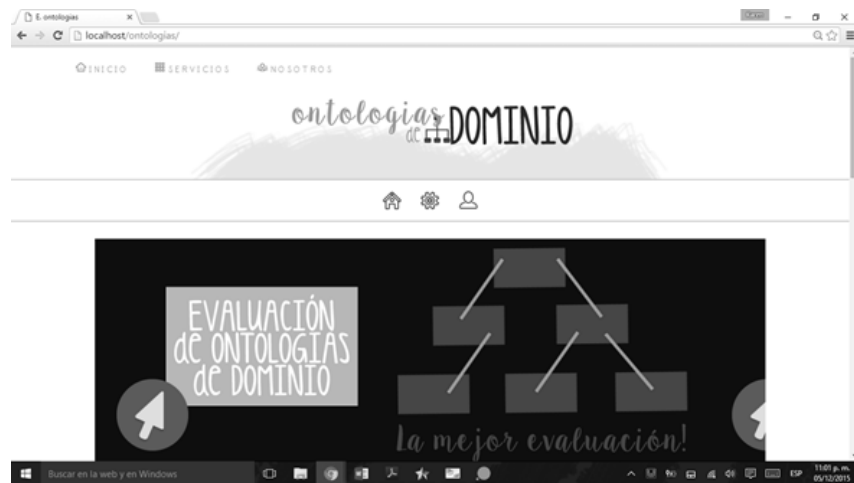 E. ontologias
localhost/ontologias/
INICIO SERVICIOS NOSOTROS
ontologias
de DOMINIO
EVALUACIÓN
de ONTOLOGIAS
de DOMINIO
La mejor evaluación!
Buscar en la web y en Windows
ESP
11:01 p. m.
05/12/2015